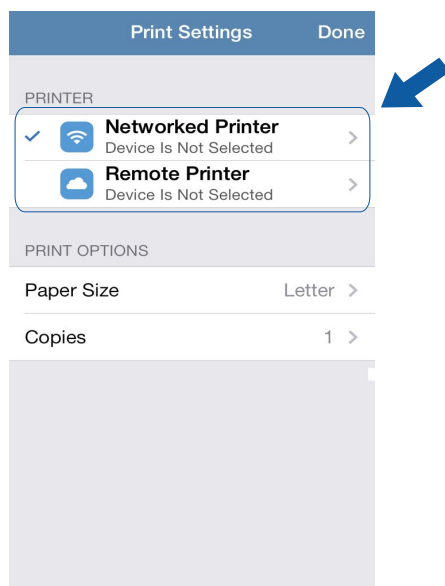 Print Settings Done
PRINTER
Networked Printer
Device Is Not Selected
Remote Printer
Device Is Not Selected
PRINT OPTIONS
Paper Size Letter
Copies 1